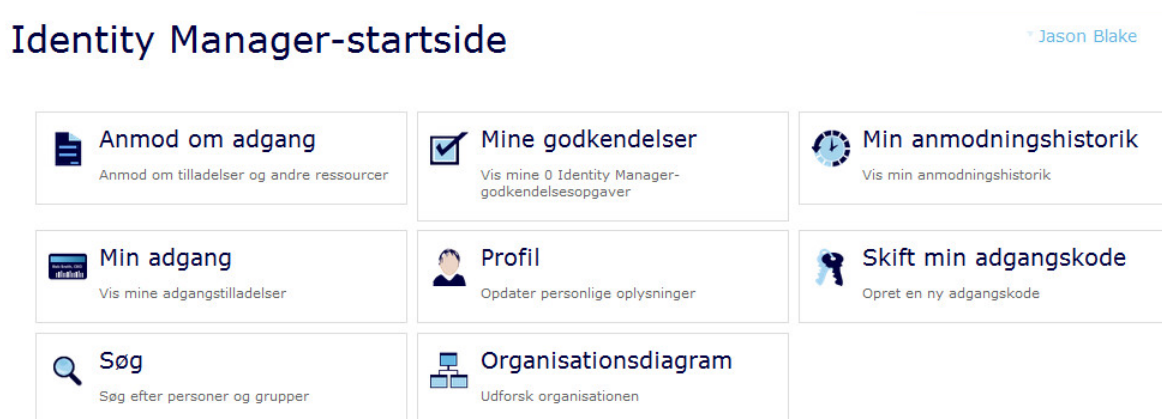 Identity Manager-startside
Jason Blake
Anmod om adgang
Anmod om tilladelser og andre ressourcer
Mine godkendelser
Vis mine 0 Identity Manager-
godkendelsesopgaver
Min anmodningshistorik
Vis min anmodningshistorik
Min adgang
Vis mine adgangstilladelser
Profil
Opdater personlige oplysninger
Skift min adgangskode
Opret en ny adgangskode
Søg
Søg efter personer og grupper
Organisationsdiagram
Udforsk organisationen